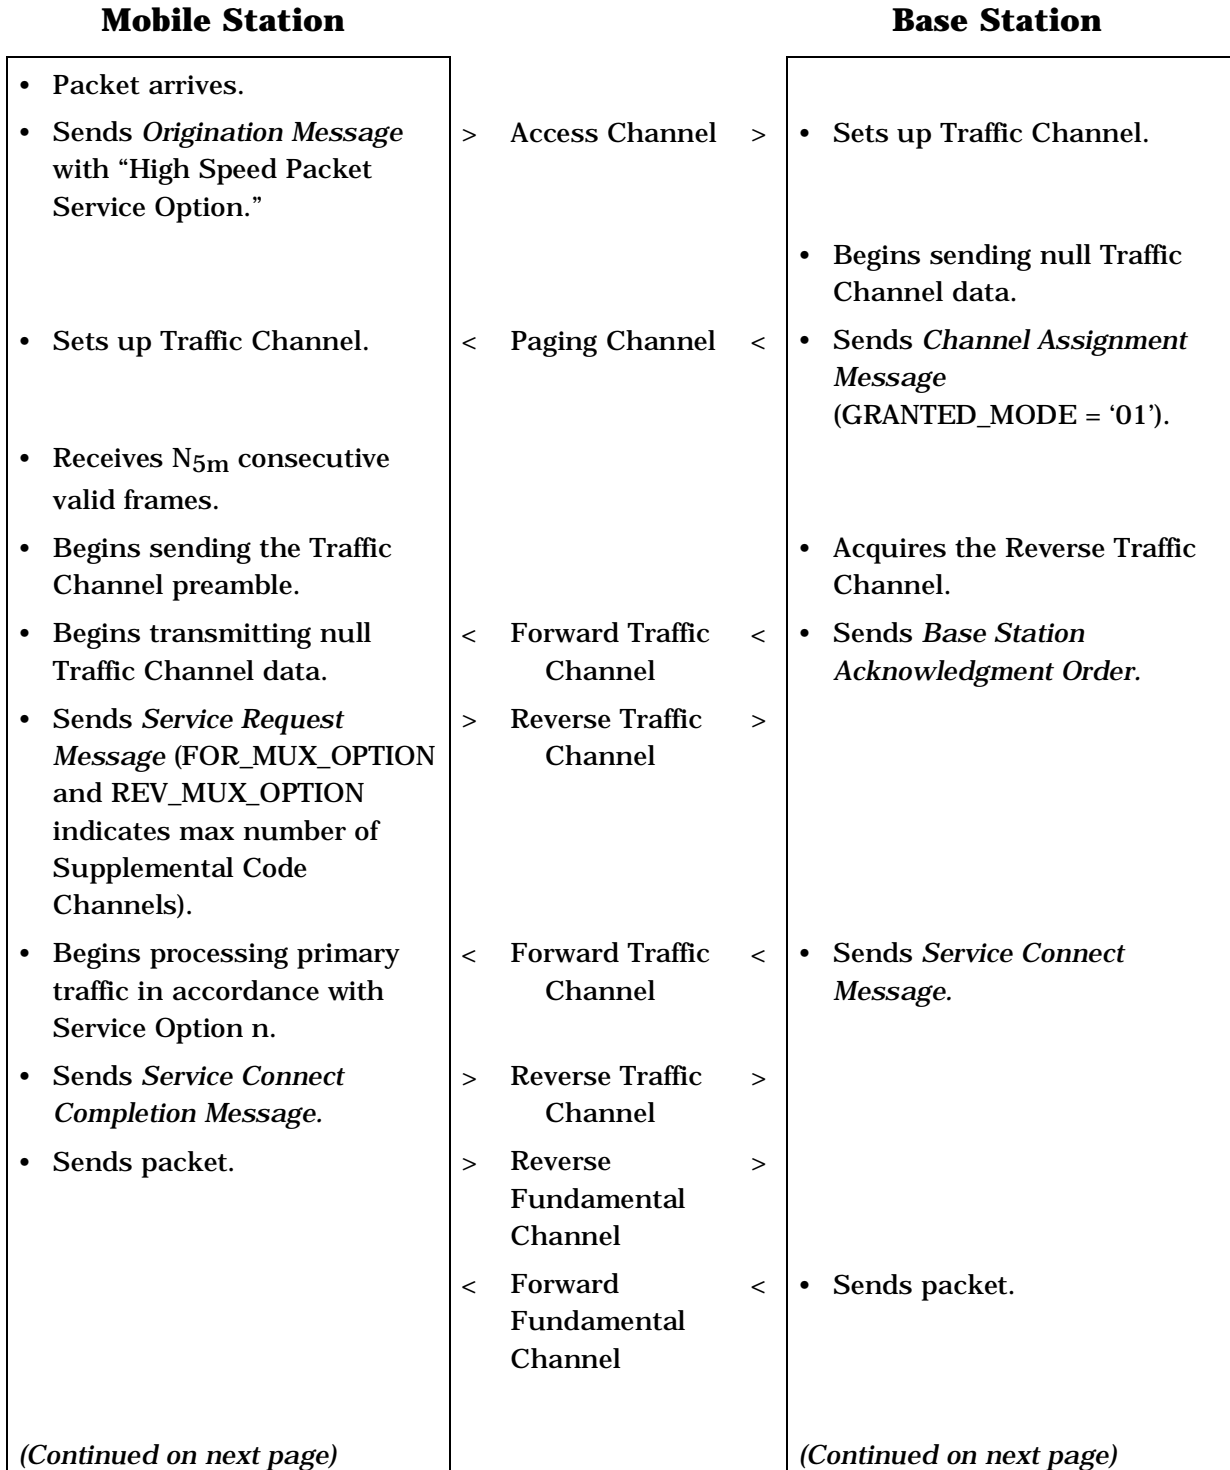 Mobile Station
Base Station
• Packet arrives.
• Sends Origination Message > Access Channel > • Sets up Traffic Channel.
with “High Speed Packet
Service Option.”
• Begins sending null Traffic
Channel data.
• Sets up Traffic Channel. < Paging Channel < • Sends Channel Assignment
Message
(GRANTED_MODE = ‘01’).
• Receives N5m consecutive
valid frames.
• Begins sending the Traffic • Acquires the Reverse Traffic
Channel preamble. Channel.
• Begins transmitting null < Forward Traffic < • Sends Base Station
Traffic Channel data. Channel Acknowledgment Order.
• Sends Service Request > Reverse Traffic >
Message (FOR_MUX_OPTION Channel
and REV_MUX_OPTION
indicates max number of
Supplemental Code
Channels).
• Begins processing primary < Forward Traffic < • Sends Service Connect
traffic in accordance with Channel Message.
Service Option n.
• Sends Service Connect > Reverse Traffic >
Completion Message. Channel
• Sends packet. > Reverse >
Fundamental
Channel
< Forward < • Sends packet.
Fundamental
Channel
(Continued on next page) (Continued on next page)